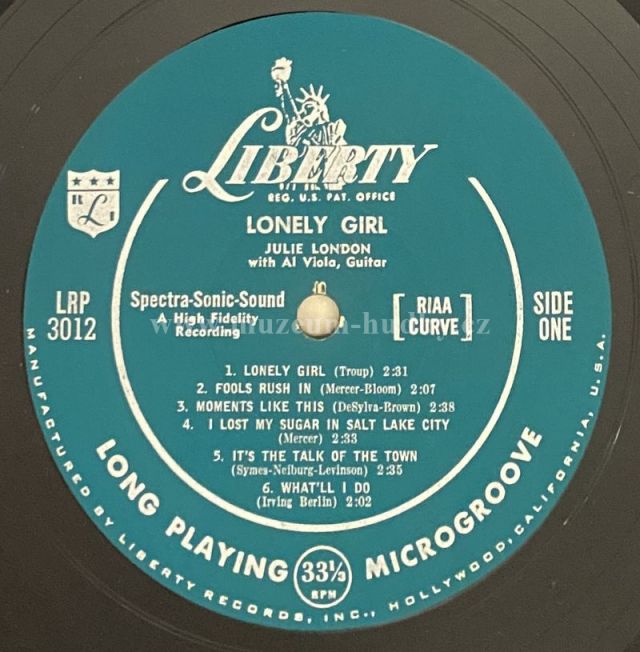 LIBERTY
REG. U.S. PAT. OFFICE
R L I
LONELY GIRL
JULIE LONDON
with Al Viola, Guitar
LRP
3012
Spectra-Sonic-Sound
A High Fidelity
Recording
[RIAA
CURVE]
SIDE
ONE
www.muzeum-hudby.cz
1. LONELY GIRL (Troup) 2:31
2. FOOLS RUSH IN (Mercer-Bloom) 2:07
3. MOMENTS LIKE THIS (DeSylva-Brown) 2:38
4. I LOST MY SUGAR IN SALT LAKE CITY
(Mercer) 2:33
5. IT'S THE TALK OF THE TOWN
(Symes-Neiburg-Levinson) 2:35
6. WHAT'LL I DO
(Irving Berlin) 2:02
LONG PLAYING 33⅓ RPM MICROGROOVE
MANUFACTURED BY LIBERTY RECORDS, INC., HOLLYWOOD, CALIFORNIA, U.S.A.